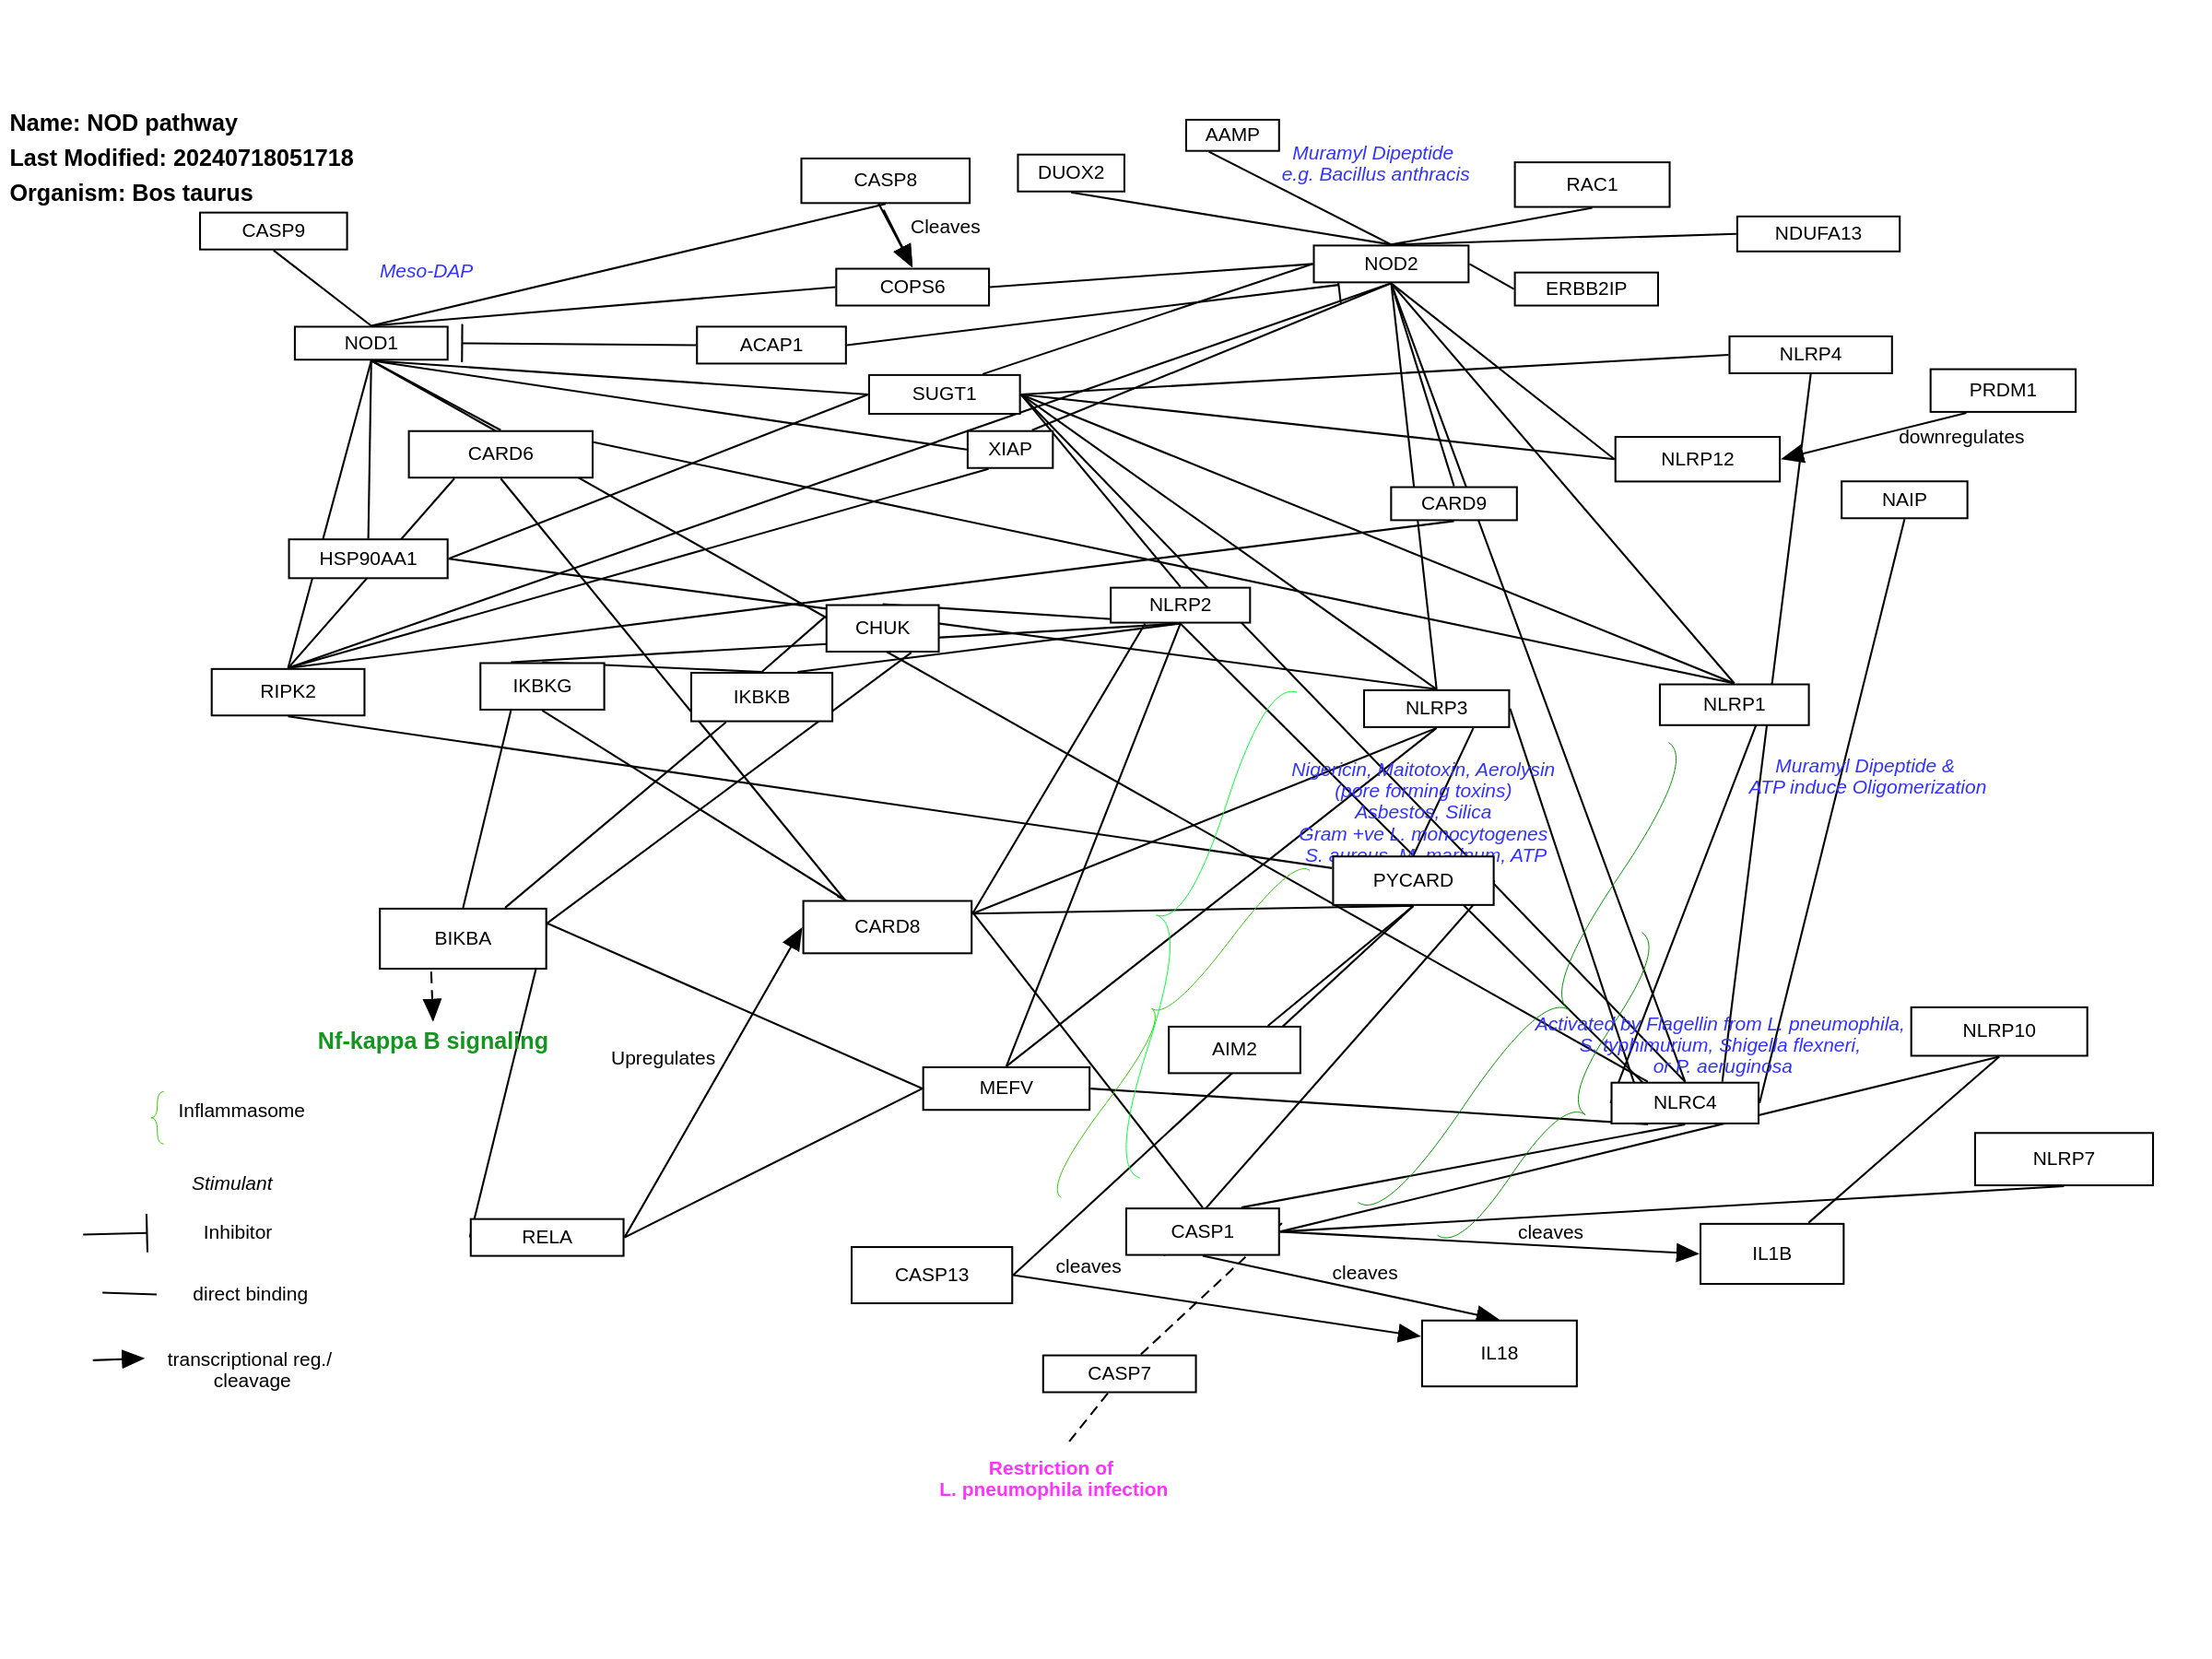 Name: NOD pathway
Last Modified: 20240718051718
Organism: Bos taurus
AAMP
Muramyl Dipeptide
e.g. Bacillus anthracis
CASP8
DUOX2
RAC1
CASP9
Cleaves
NDUFA13
Meso-DAP
NOD2
COPS6
ERBB2IP
NOD1
ACAP1
NLRP4
SUGT1
PRDM1
downregulates
CARD6
XIAP
NLRP12
CARD9
NAIP
HSP90AA1
NLRP2
CHUK
RIPK2
IKBKG
IKBKB
NLRP3
NLRP1
Nigericin, Maitotoxin, Aerolysin
(pore forming toxins)
Asbestos, Silica
Gram +ve L. monocytogenes
S. aureus, M. marinum, ATP
Muramyl Dipeptide &
ATP induce Oligomerization
PYCARD
BIKBA
CARD8
Nf-kappa B signaling
Upregulates
AIM2
MEFV
Activated by Flagellin from L. pneumophila,
S. typhimurium, Shigella flexneri,
or P. aeruginosa
NLRP10
NLRC4
Inflammasome
NLRP7
Stimulant
Inhibitor
RELA
CASP1
cleaves
IL1B
CASP13
cleaves
cleaves
direct binding
IL18
transcriptional reg./
cleavage
CASP7
Restriction of
L. pneumophila infection